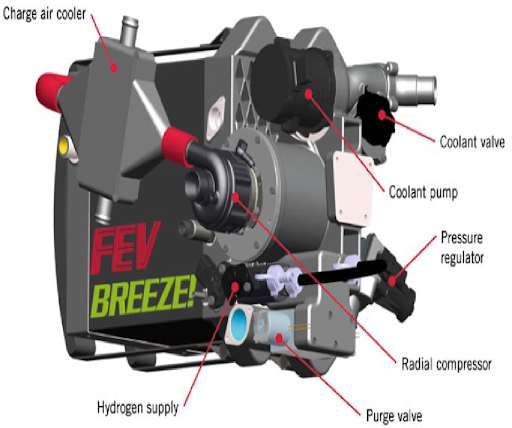 Charge air cooler
Coolant valve
Coolant pump
Pressure
regulator
FEV
BREEZE!
Radial compressor
Hydrogen supply
Purge valve